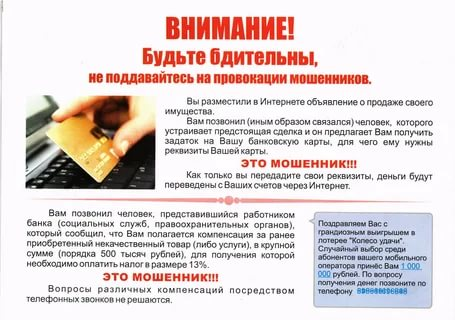 ВНИМАНИЕ!
Будьте бдительны,
не поддавайтесь на провокации мошенников.
Вы разместили в Интернете объявление о продаже своего
имущества.
Вам позвонил (иным образом связался) человек, которого
устраивает предстоящая сделка и он предлагает Вам получить
задаток на Вашу банковскую карты, для чего ему нужны
реквизиты Вашей карты.
ЭТО МОШЕННИК!!!
Как только вы передадите свои реквизиты, деньги будут
переведены с Ваших счетов через Интернет.
Вам позвонил человек, представившийся работником
банка (социальных служб, правоохранительных органов),
который сообщил, что Вам полагается компенсация за ранее
приобретенный некачественный товар (либо услуги), в крупной
сумме (порядка 500 тысяч рублей), для получения которой
необходимо оплатить налог в размере 13%.
ЭТО МОШЕННИК!!!
Вопросы различных компенсаций посредством
телефонных звонков не решаются.
Поздравляем Вас с
грандиозным выигрышем в
лотерее "Колесо удачи".
Случайный выбор среди
абонентов вашего мобильного
оператора принёс Вам 1 000
000 рублей. По вопросу
получения денег позвоните по
телефону